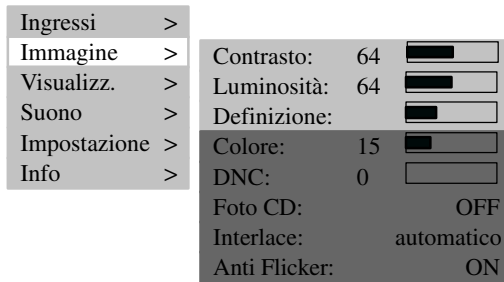 Ingressi >
Immagine >
Visualizz. >
Suono >
Impostazione >
Info >
Contrasto: 64
Luminosità: 64
Definizione:
Colore: 15
DNC: 0
Foto CD: OFF
Interlace: automatico
Anti Flicker: ON